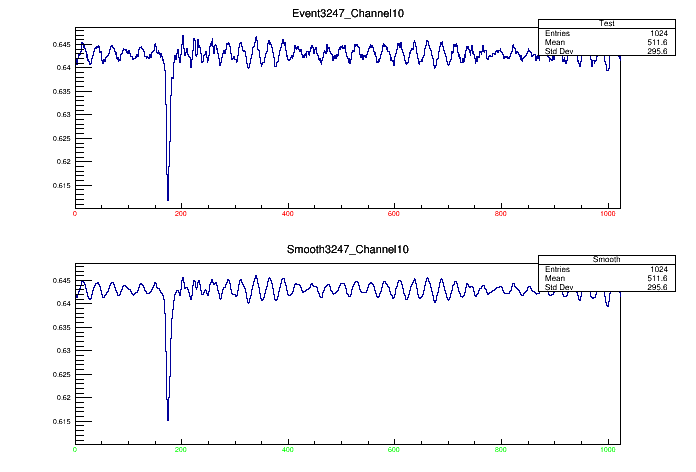 Event3247_Channel10
Test
Entries 1024
Mean 511.6
Std Dev 295.6
0.645
0.64
0.635
0.63
0.625
0.62
0.615
0 200 400 600 800 1000
Smooth3247_Channel10
Smooth
Entries 1024
Mean 511.6
Std Dev 295.6
0.645
0.64
0.635
0.63
0.625
0.62
0.615
0 200 400 600 800 1000